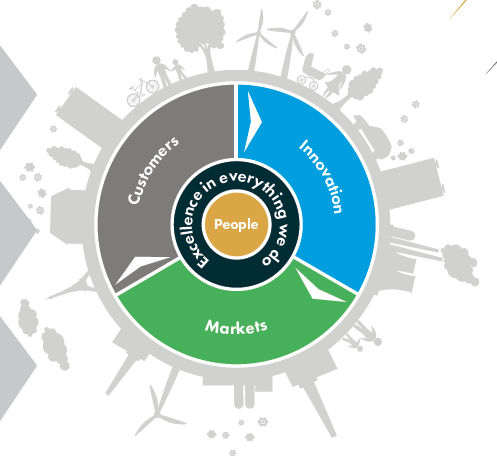 Customers
Innovation
Excellence in everything we do
People
Markets